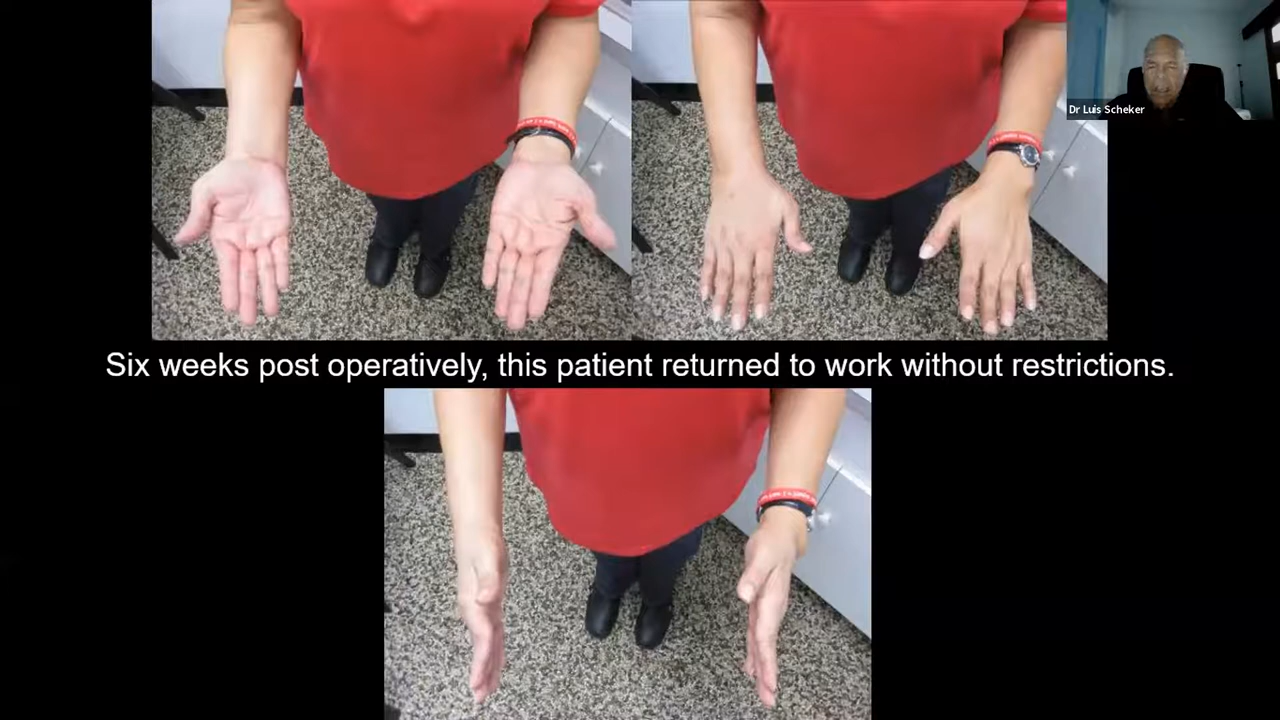 Dr Luis Scheker
Six weeks post operatively, this patient returned to work without restrictions.